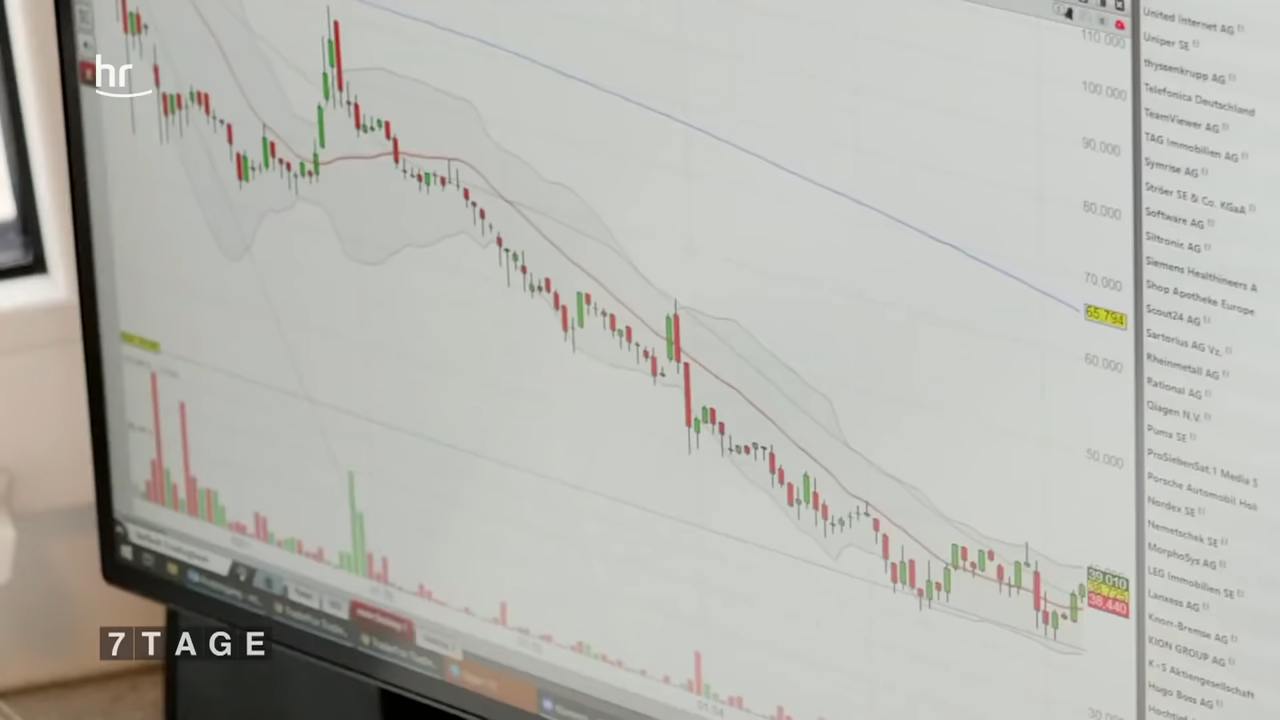 hr
110.000
100.000
90.000
80.000
70.000
65.794
60.000
50.000
39.010
38.440
United Internet AG
Uniper SE
thyssenkrupp AG
Telefonica Deutschland
TeamViewer AG
TAG Immobilien AG
Symrise AG
Ströer SE & Co. KGaA
Software AG
Siltronic AG
Siemens Healthineers A
Shop Apotheke Europe
Scout24 AG
Sartorius AG Vz.
Rheinmetall AG
Rational AG
Qiagen N.V.
Puma SE
ProSiebenSat.1 Media S
Porsche Automobil Hol
Nordex SE
Nemetschek SE
MorphoSys AG
LEG Immobilien SE
Lanxess AG
Knorr-Bremse AG
KION GROUP AG
K+S Aktiengesellschaft
Hugo Boss AG
7 TAGE